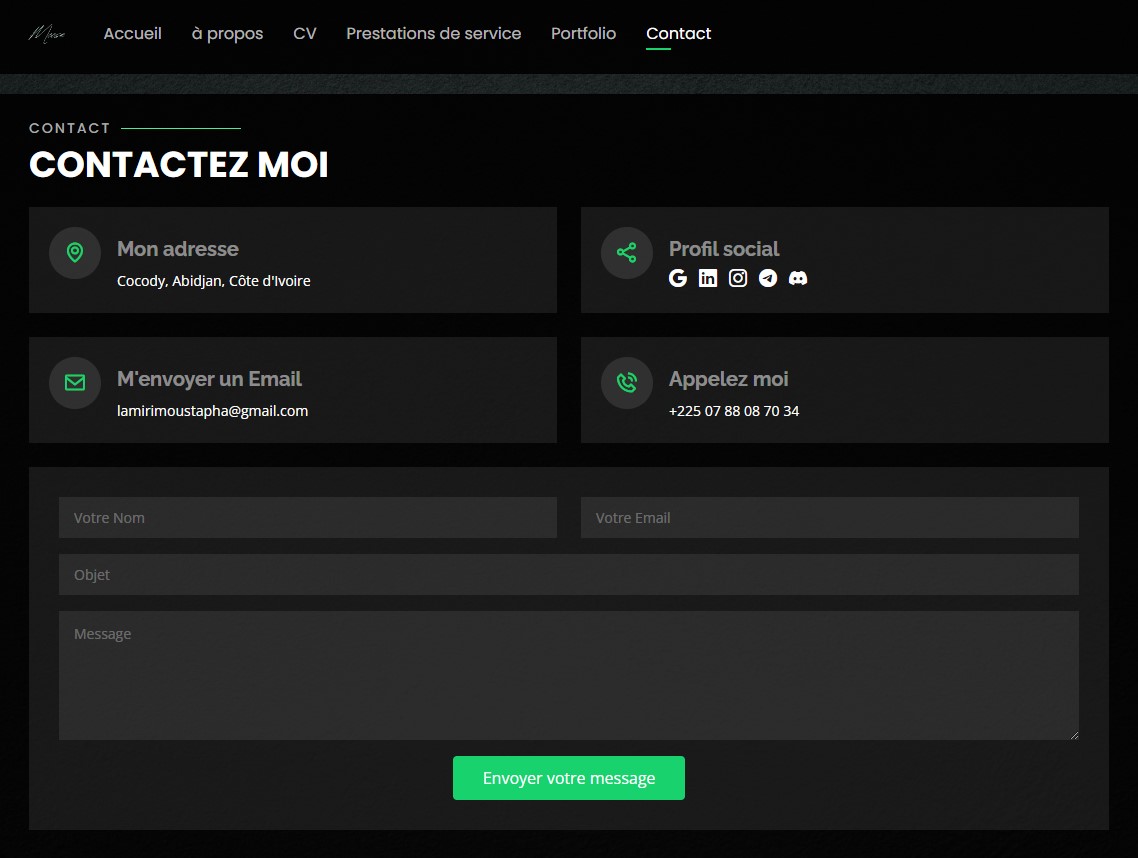 Accueil à propos CV Prestations de service Portfolio Contact
CONTACT
CONTACTEZ MOI
Mon adresse
Cocody, Abidjan, Côte d'Ivoire
Profil social
M'envoyer un Email
lamirimoustapha@gmail.com
Appelez moi
+225 07 88 08 70 34
Votre Nom
Votre Email
Objet
Message
Envoyer votre message